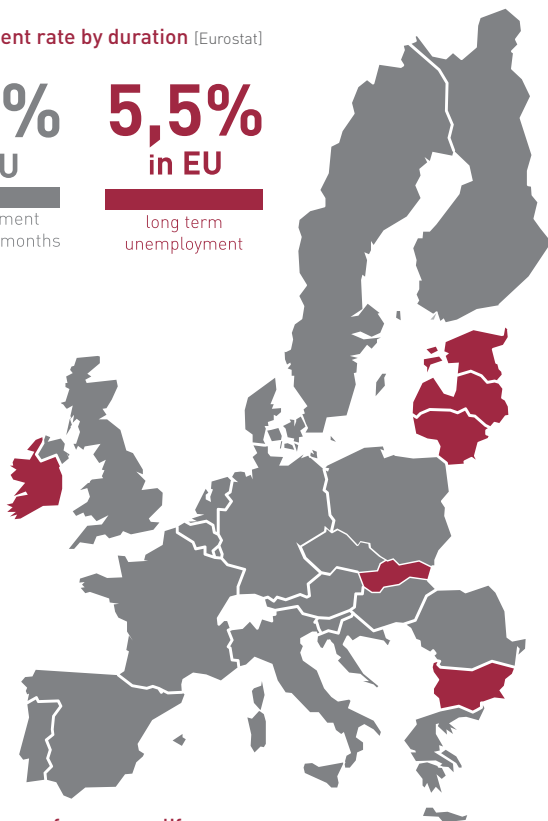 ent rate by duration [Eurostat]
%
U
ment
months
5,5%
in EU
long term
unemployment